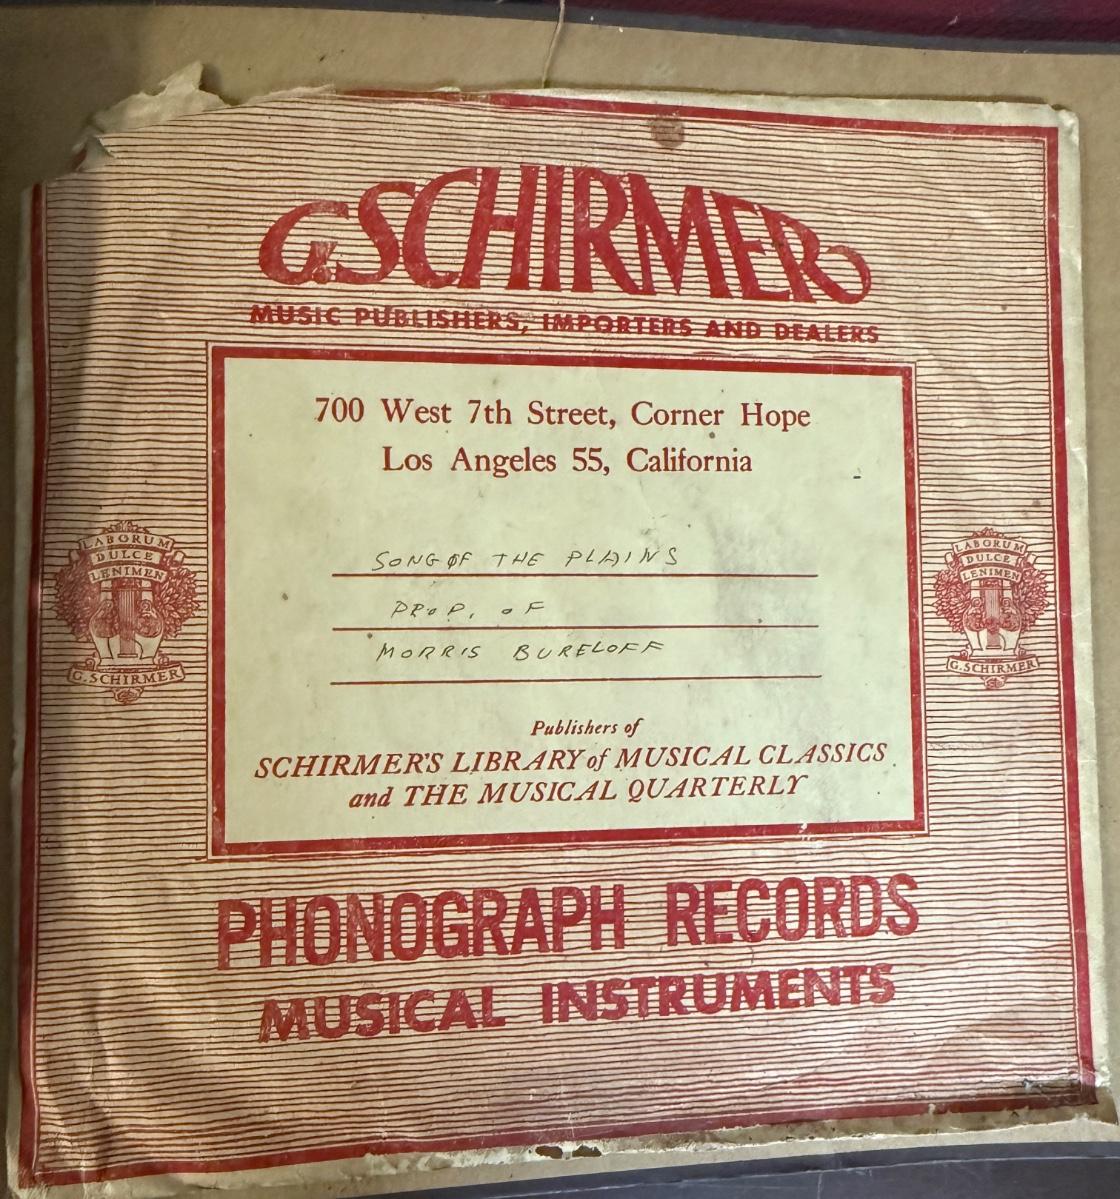 G. SCHIRMER
MUSIC PUBLISHERS, IMPORTERS AND DEALERS
700 West 7th Street, Corner Hope
Los Angeles 55, California
SONG OF THE PLAINS
PROP. OF
MORRIS BURELOFF
LABORUM
DULCE
LENIMEN
G. SCHIRMER
LABORUM
DULCE
LENIMEN
G. SCHIRMER
Publishers of
SCHIRMER'S LIBRARY of MUSICAL CLASSICS
and THE MUSICAL QUARTERLY
PHONOGRAPH RECORDS
MUSICAL INSTRUMENTS